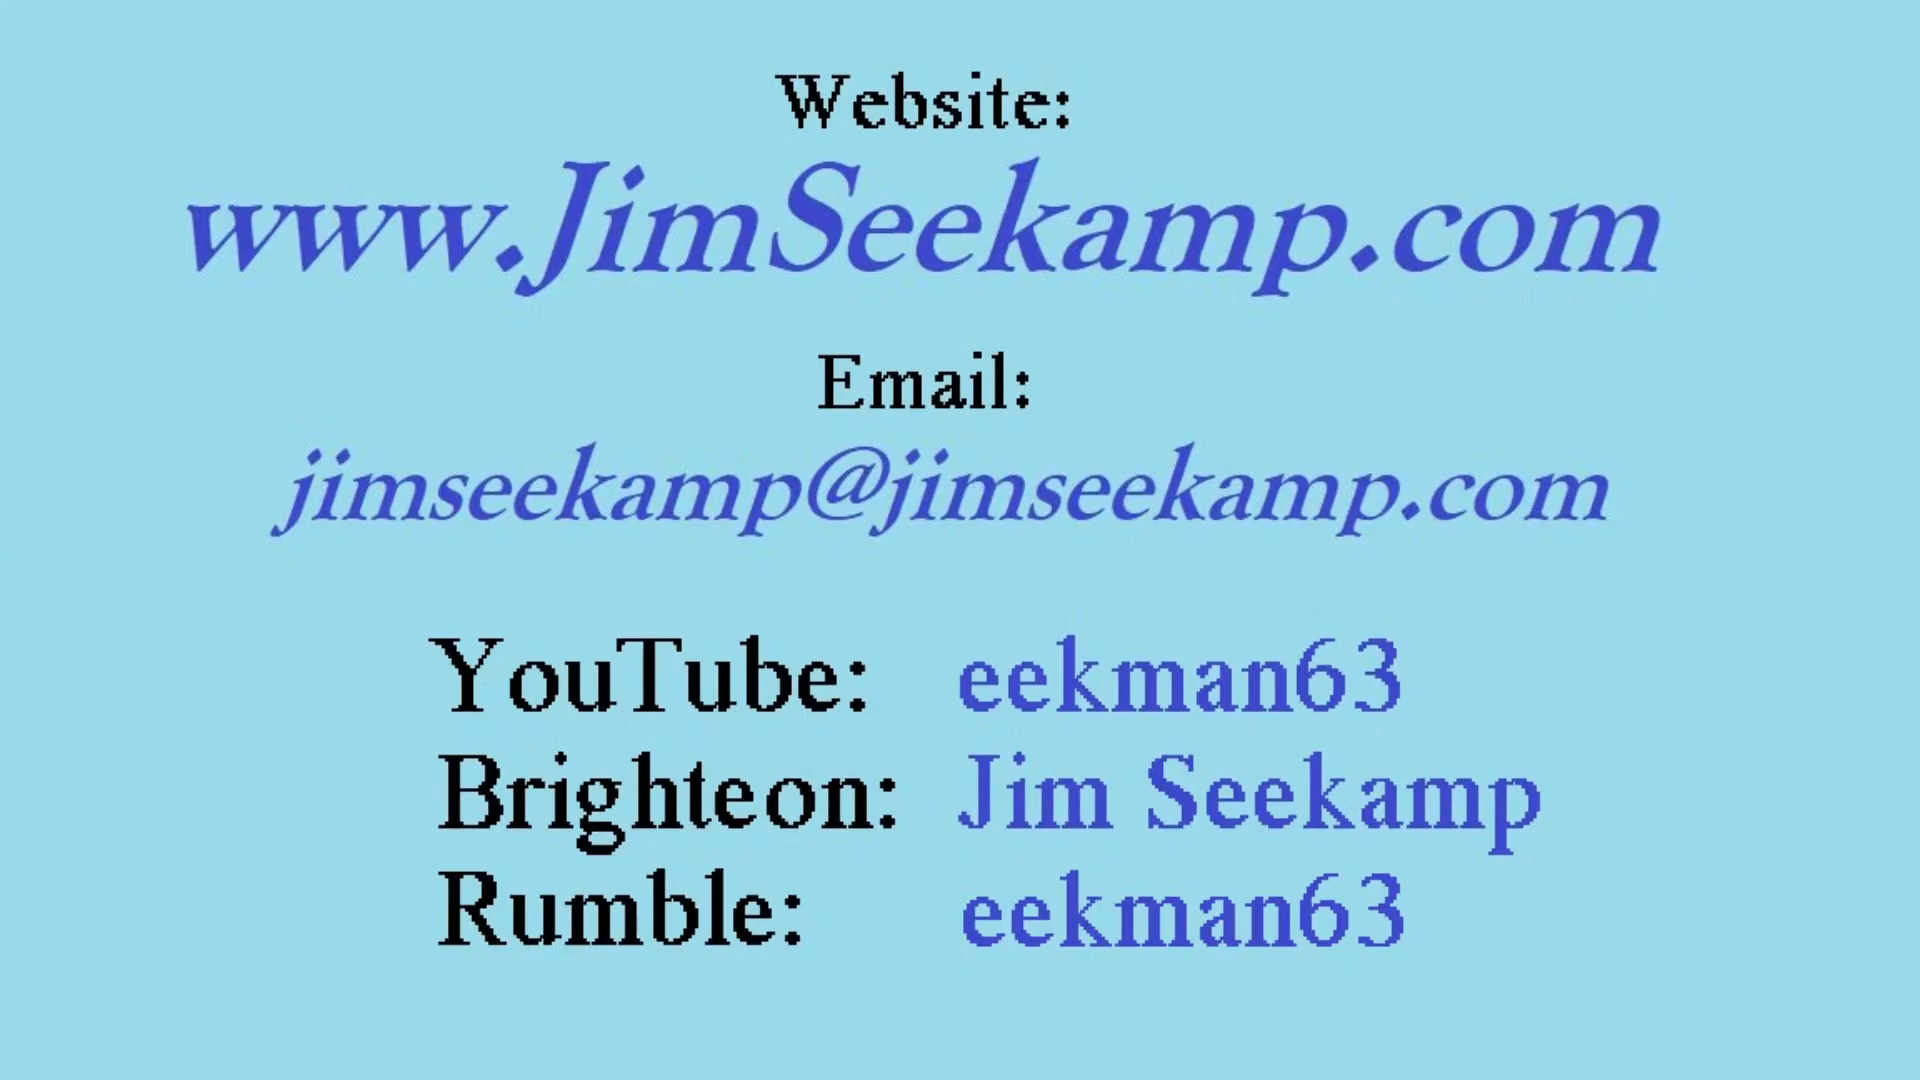 Website:
www.JimSeekamp.com
Email:
jimseekamp@jimseekamp.com
YouTube: eekman63
Brighteon: Jim Seekamp
Rumble: eekman63